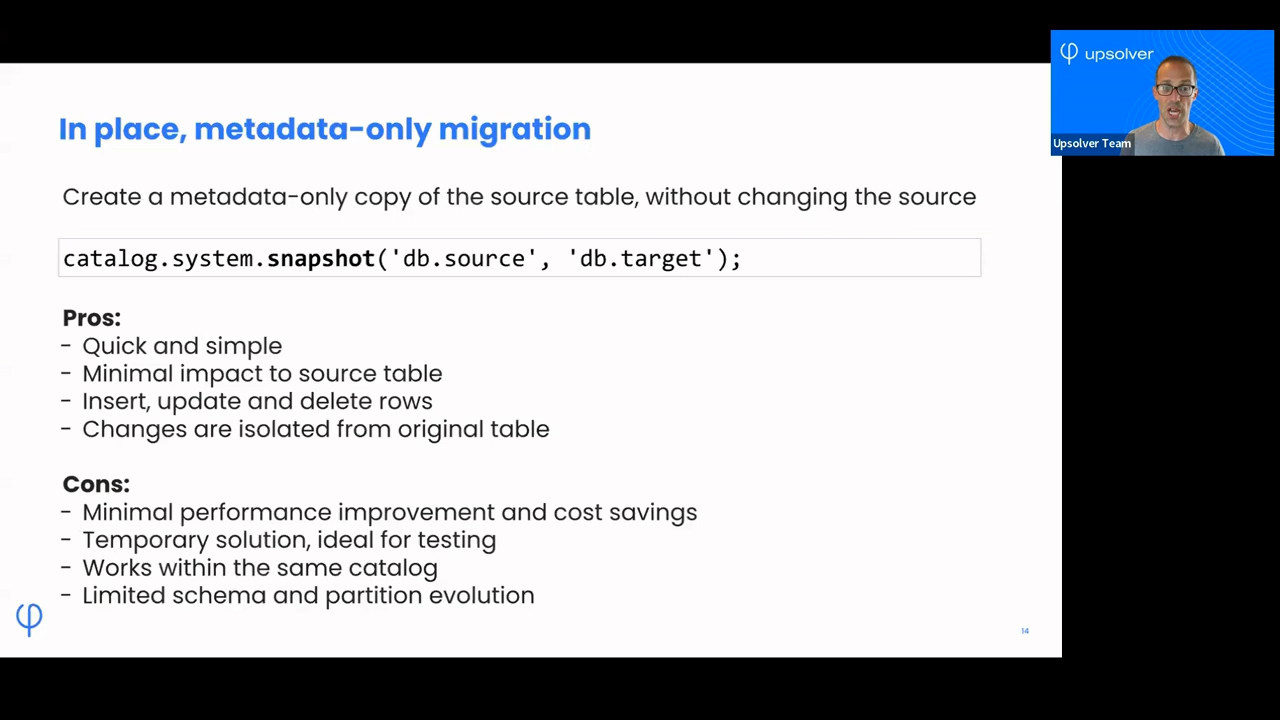 In place, metadata-only migration
Create a metadata-only copy of the source table, without changing the source
catalog.system.snapshot('db.source', 'db.target');
Pros:
- Quick and simple
- Minimal impact to source table
- Insert, update and delete rows
- Changes are isolated from original table
Cons:
- Minimal performance improvement and cost savings
- Temporary solution, ideal for testing
- Works within the same catalog
- Limited schema and partition evolution
14
upsolver
Upsolver Team